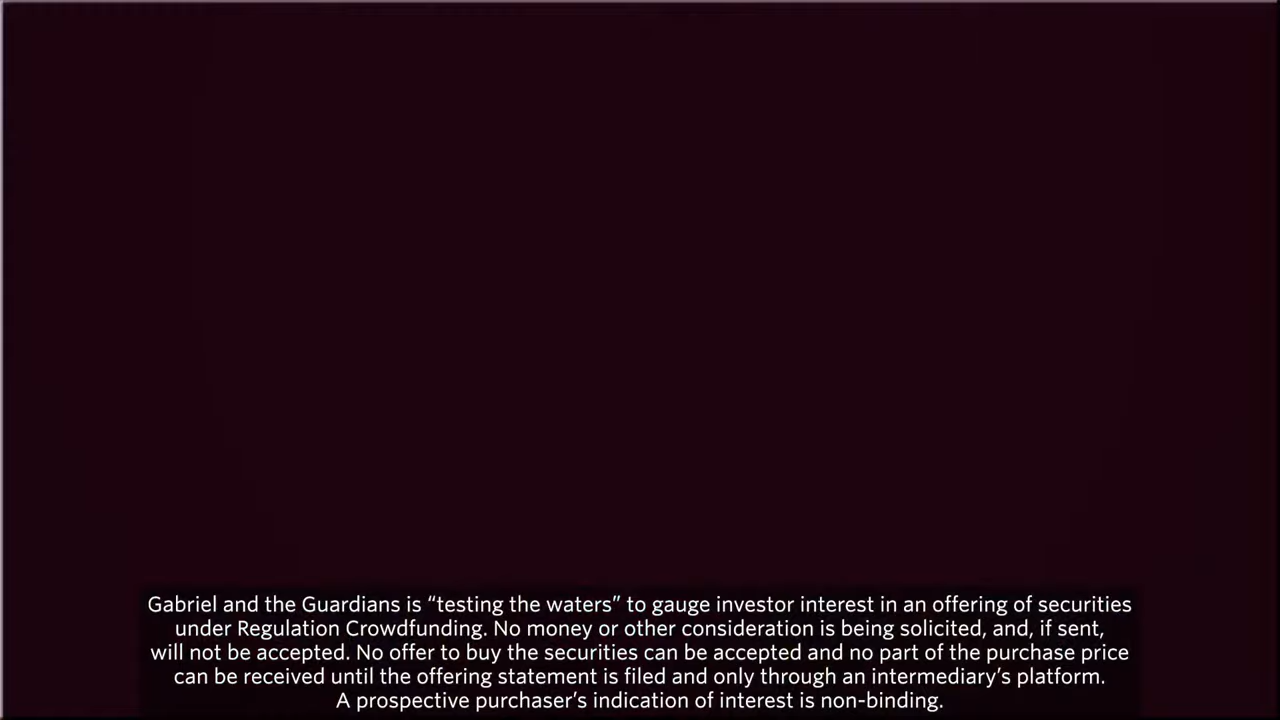 Gabriel and the Guardians is “testing the waters” to gauge investor interest in an offering of securities
under Regulation Crowdfunding. No money or other consideration is being solicited, and, if sent,
will not be accepted. No offer to buy the securities can be accepted and no part of the purchase price
can be received until the offering statement is filed and only through an intermediary’s platform.
A prospective purchaser’s indication of interest is non-binding.